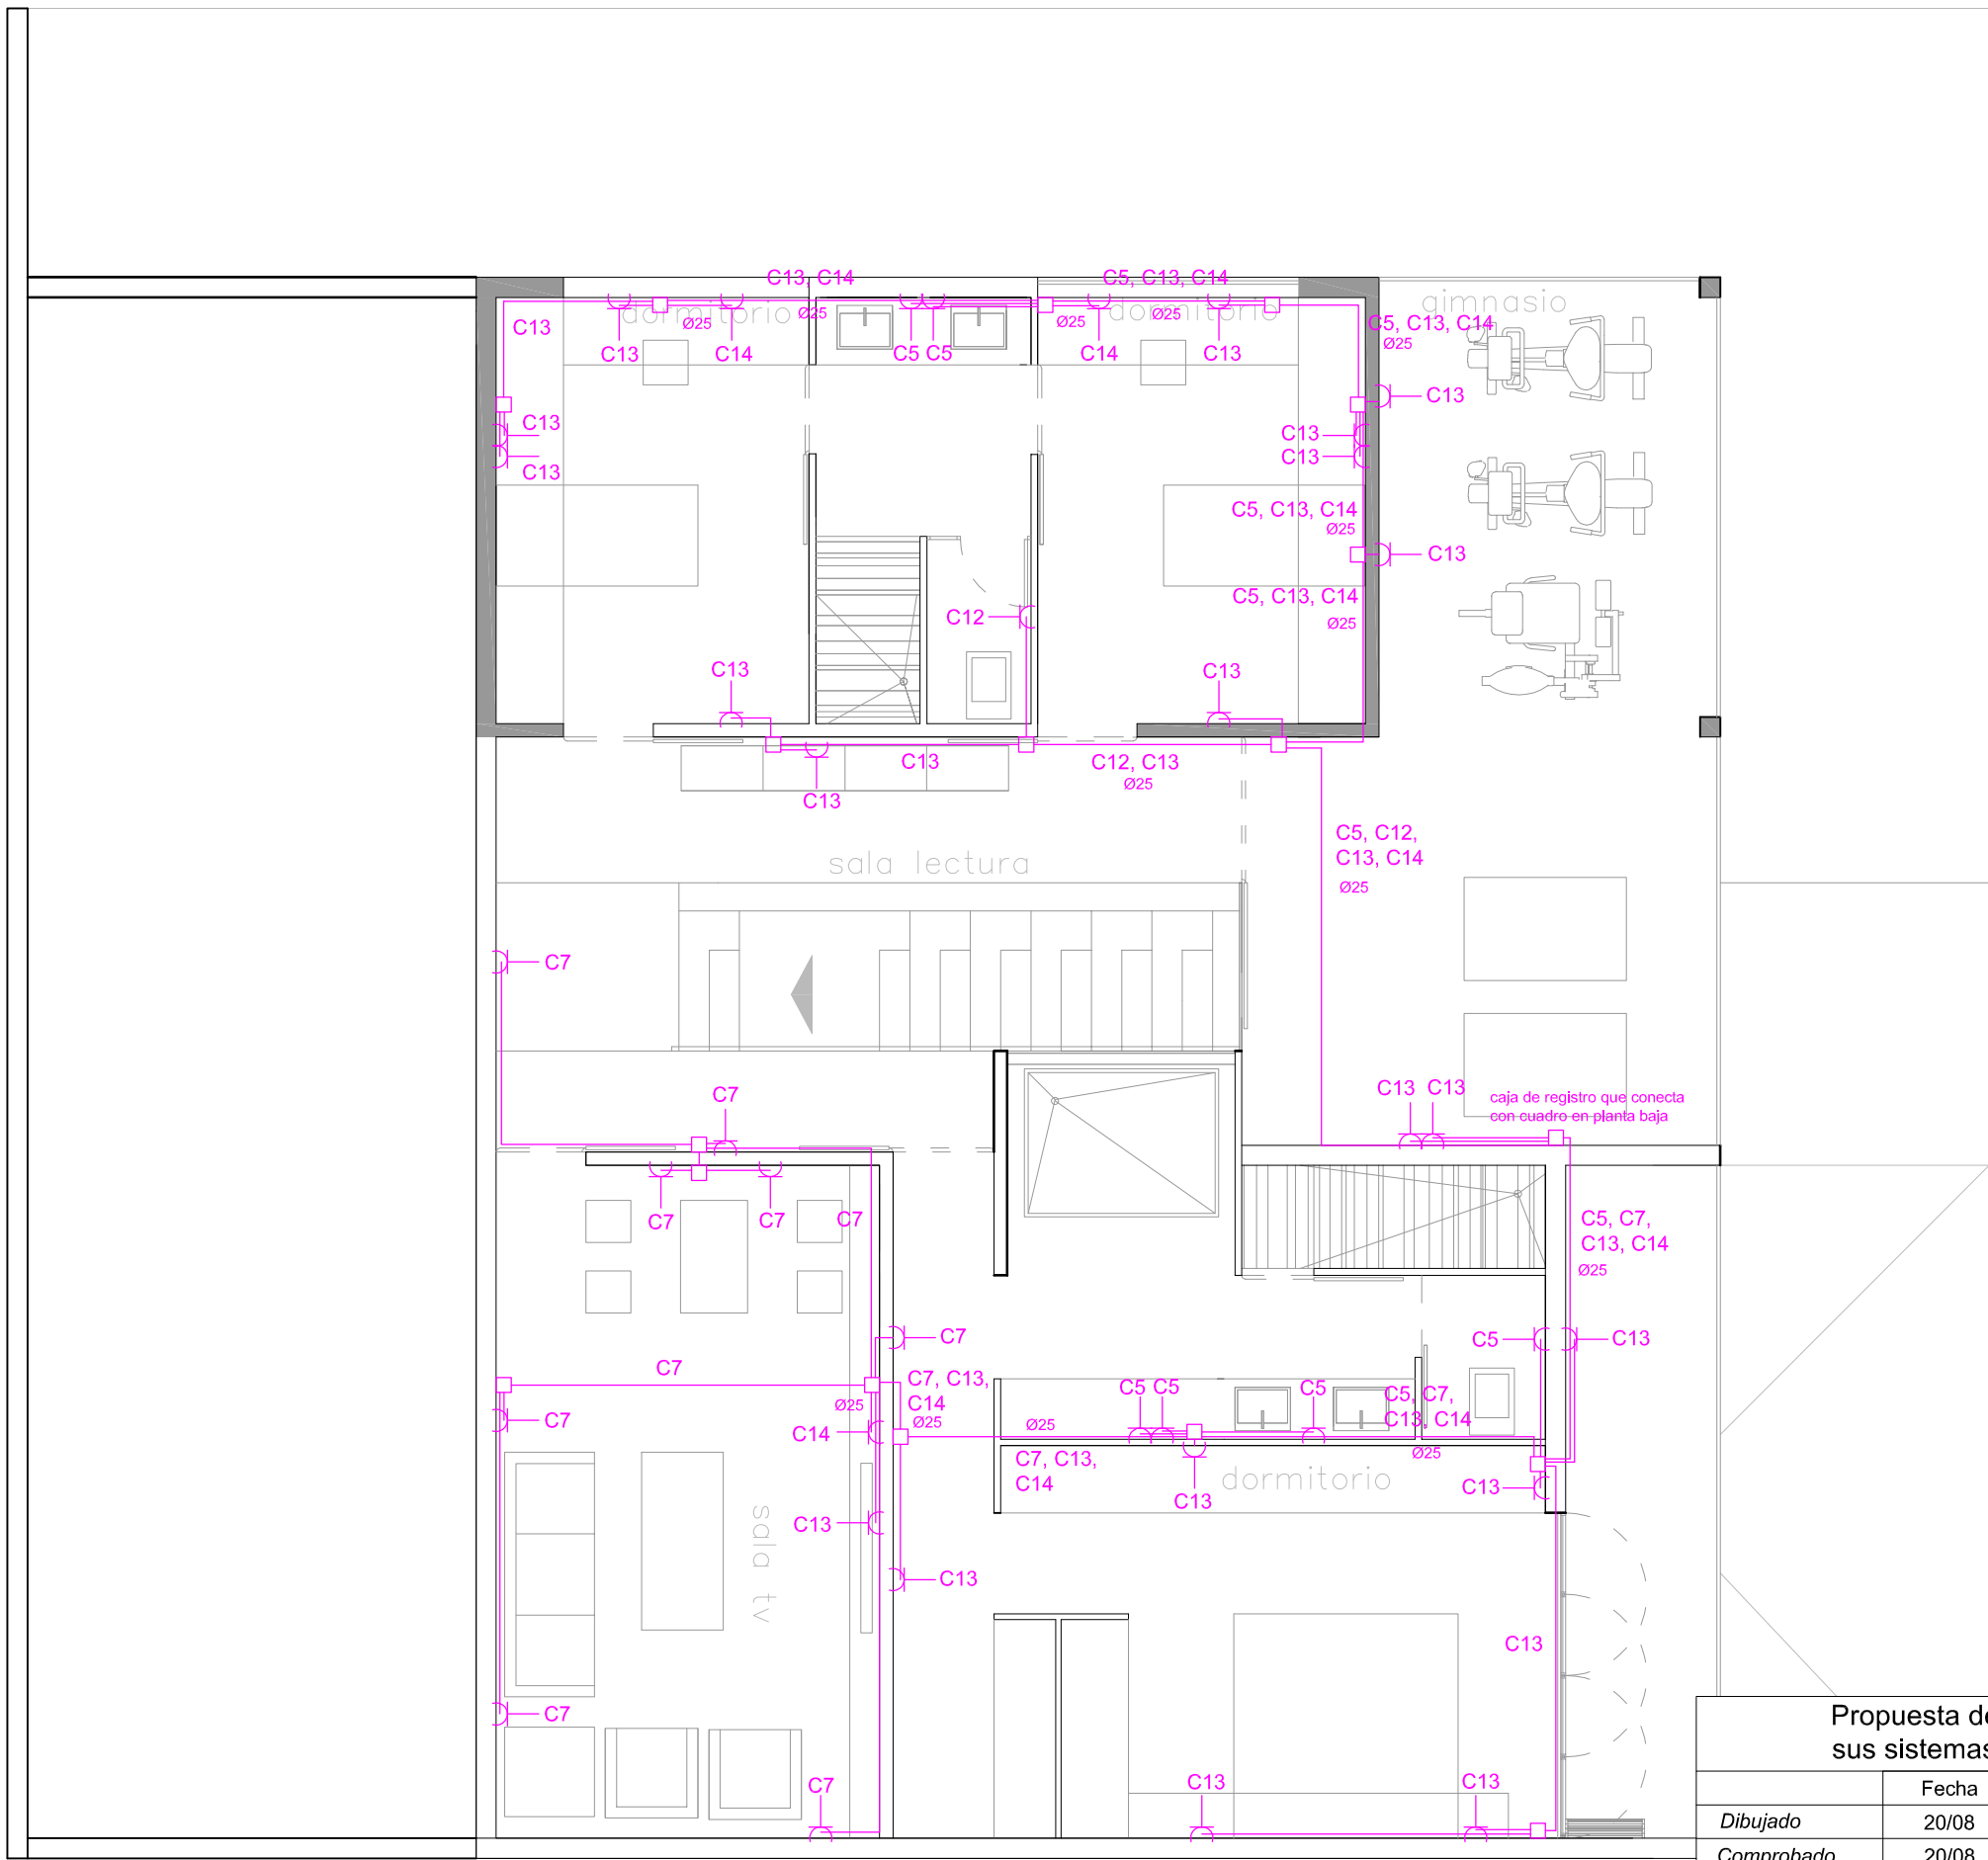 C13, C14
C5, C13, C14
gimnasio
C13
dormitorio
Ø25
Ø25
Ø25
Ø25
dormitorio
C5, C13, C14
Ø25
C13
C14
C5
C5
C14
C13
C13
C13
C13
C13
C13
C5, C13, C14
Ø25
C13
C5, C13, C14
Ø25
C12
C13
C13
C13
C12, C13
Ø25
C13
C5, C12,
C13, C14
Ø25
sala lectura
C7
C7
C13
C13
caja de registro que conecta
con cuadro en planta baja
C7
C7
C7
C5, C7,
C13, C14
Ø25
C7
C5
C13
C7
C7, C13,
C14
Ø25
Ø25
Ø25
C5
C5
C5
C5, C7,
C13, C14
Ø25
C7
C14
C7, C13,
C14
dormitorio
C13
C13
C13
sala tv
C13
C13
C7
C7
C13
C13
Propuesta de
sus sistemas
Fecha
Dibujado
20/08
Comprobado
20/08